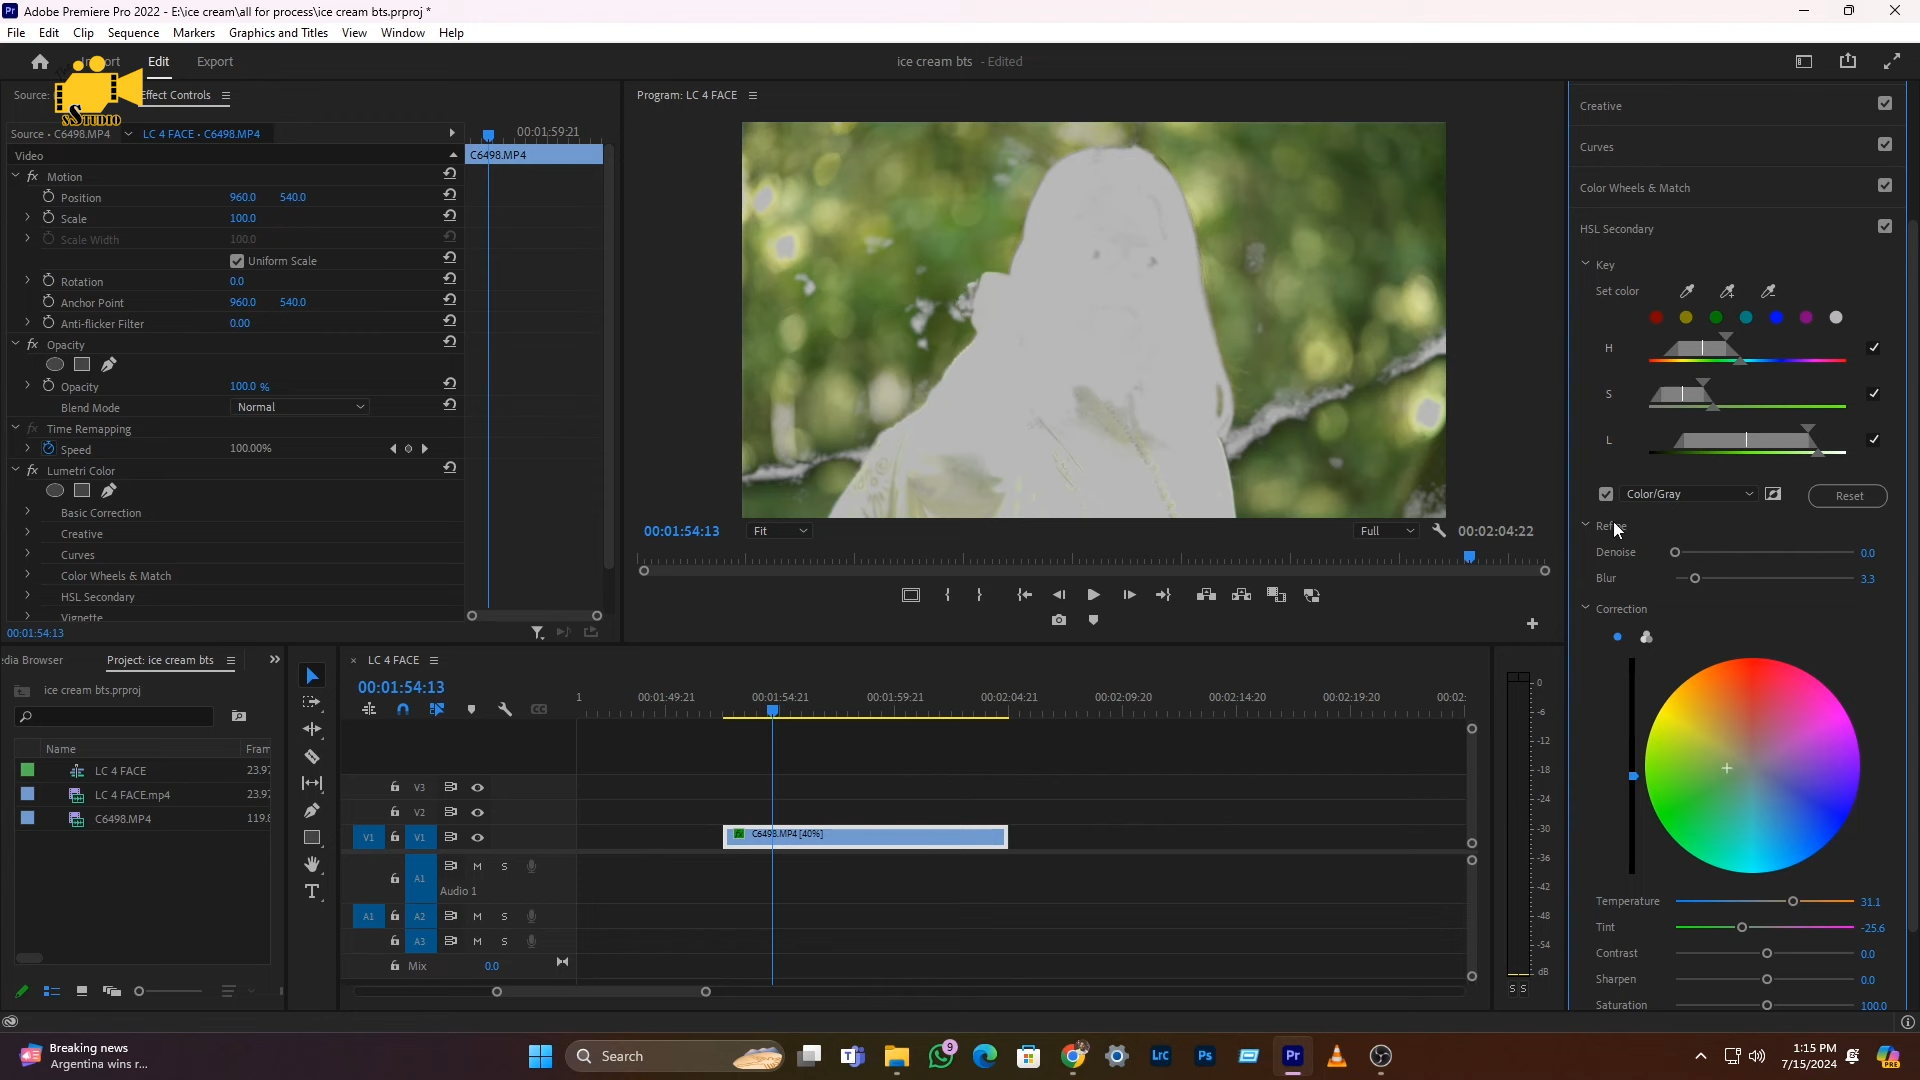 Adobe Premiere Pro 2022 - E:\ice cream\all for process\ice cream bts.prproj *
File Edit Clip Sequence Markers Graphics and Titles View Window Help
Edit Export
ice cream bts - Edited
SSTUDIO
Source: Effect Controls
Program: LC 4 FACE
Source • C6498.MP4 LC 4 FACE • C6498.MP4 00:01:59:21
Video C6498.MP4
fx Motion
Position 960.0 540.0
Scale 100.0
Scale Width 100.0
Uniform Scale
Rotation 0.0
Anchor Point 960.0 540.0
Anti-flicker Filter 0.00
fx Opacity
Opacity 100.0 %
Blend Mode Normal
fx Time Remapping
Speed 100.00%
fx Lumetri Color
Basic Correction
Creative
Curves
Color Wheels & Match
HSL Secondary
Vignette
00:01:54:13
00:01:54:13 Fit Full 00:02:04:22
Creative
Curves
Color Wheels & Match
HSL Secondary
Key
Set color
H
S
L
Color/Gray Reset
Denoise 0.0
Blur 3.3
Correction
Temperature 31.1
Tint -25.6
Contrast 0.0
Sharpen 0.0
Saturation 100.0
dia Browser Project: ice cream bts
ice cream bts.prproj
Name Fram
LC 4 FACE 23.97
LC 4 FACE.mp4 23.97
C6498.MP4 119.8
LC 4 FACE
00:01:54:13
1 00:01:49:21 00:01:54:21 00:01:59:21 00:02:04:21 00:02:09:20 00:02:14:20 00:02:19:20 00:02:
V3
V2
V1 V1 C6498.MP4 [40%]
A1 M S
Audio 1
A1 A2 M S
A3 M S
Mix 0.0
0
-6
-12
-18
-24
-30
-36
-42
-48
-54
dB
S S
Breaking news
Argentina wins r...
Search
9
LrC Ps Pr
1:15 PM
7/15/2024
PRE